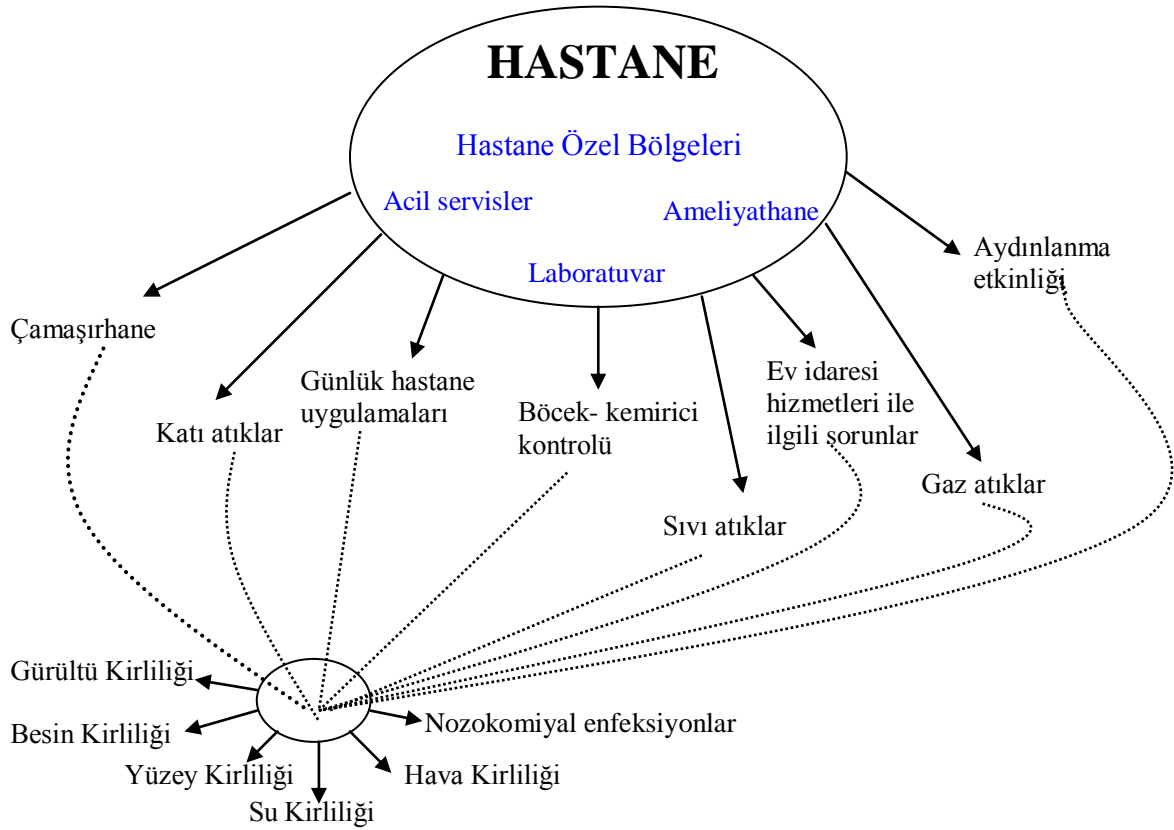 HASTANE
Hastane Özel Bölgeleri
Acil servisler
Ameliyathane
Laboratuvar
Aydınlanma
etkinliği
Çamaşırhane
Katı atıklar
Günlük hastane
uygulamaları
Böcek- kemirici
kontrolü
Sıvı atıklar
Ev idaresi
hizmetleri ile
ilgili sorunlar
Gaz atıklar
Gürültü Kirliliği
Besin Kirliliği
Yüzey Kirliliği
Su Kirliliği
Hava Kirliliği
Nozokomiyal enfeksiyonlar